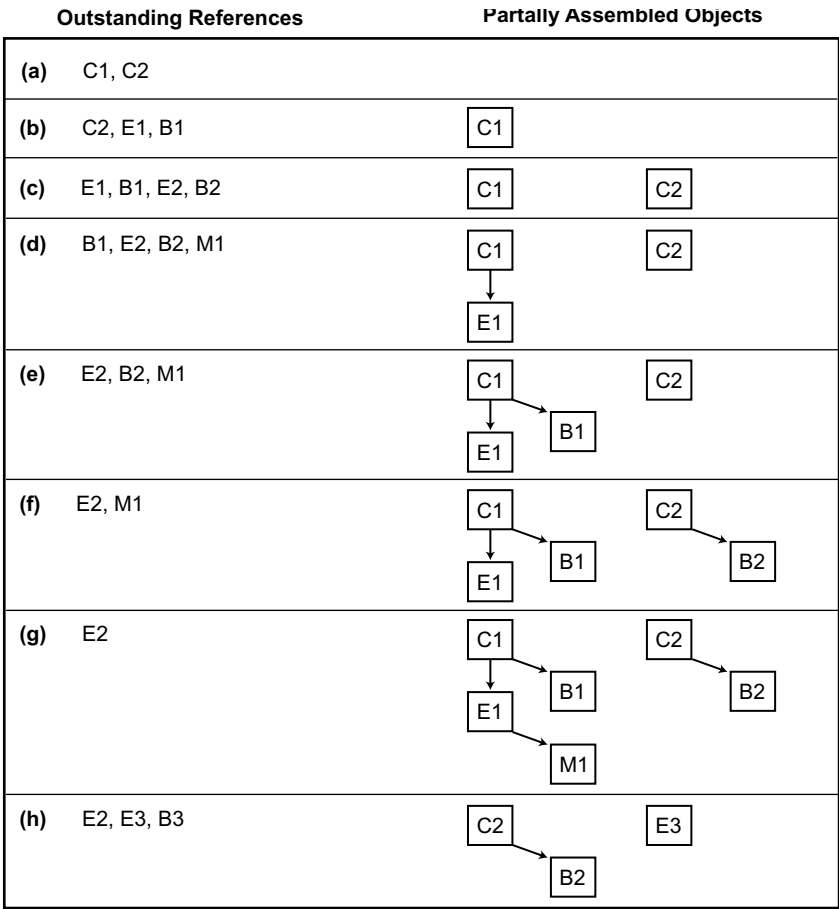 Outstanding References Partally Assembled Objects
(a) C1, C2
(b) C2, E1, B1 C1
(c) E1, B1, E2, B2 C1 C2
(d) B1, E2, B2, M1 C1 C2
E1
(e) E2, B2, M1 C1 C2
B1
E1
(f) E2, M1 C1 C2
B1 B2
E1
(g) E2 C1 C2
B1 B2
E1
M1
(h) E2, E3, B3 C2 E3
B2